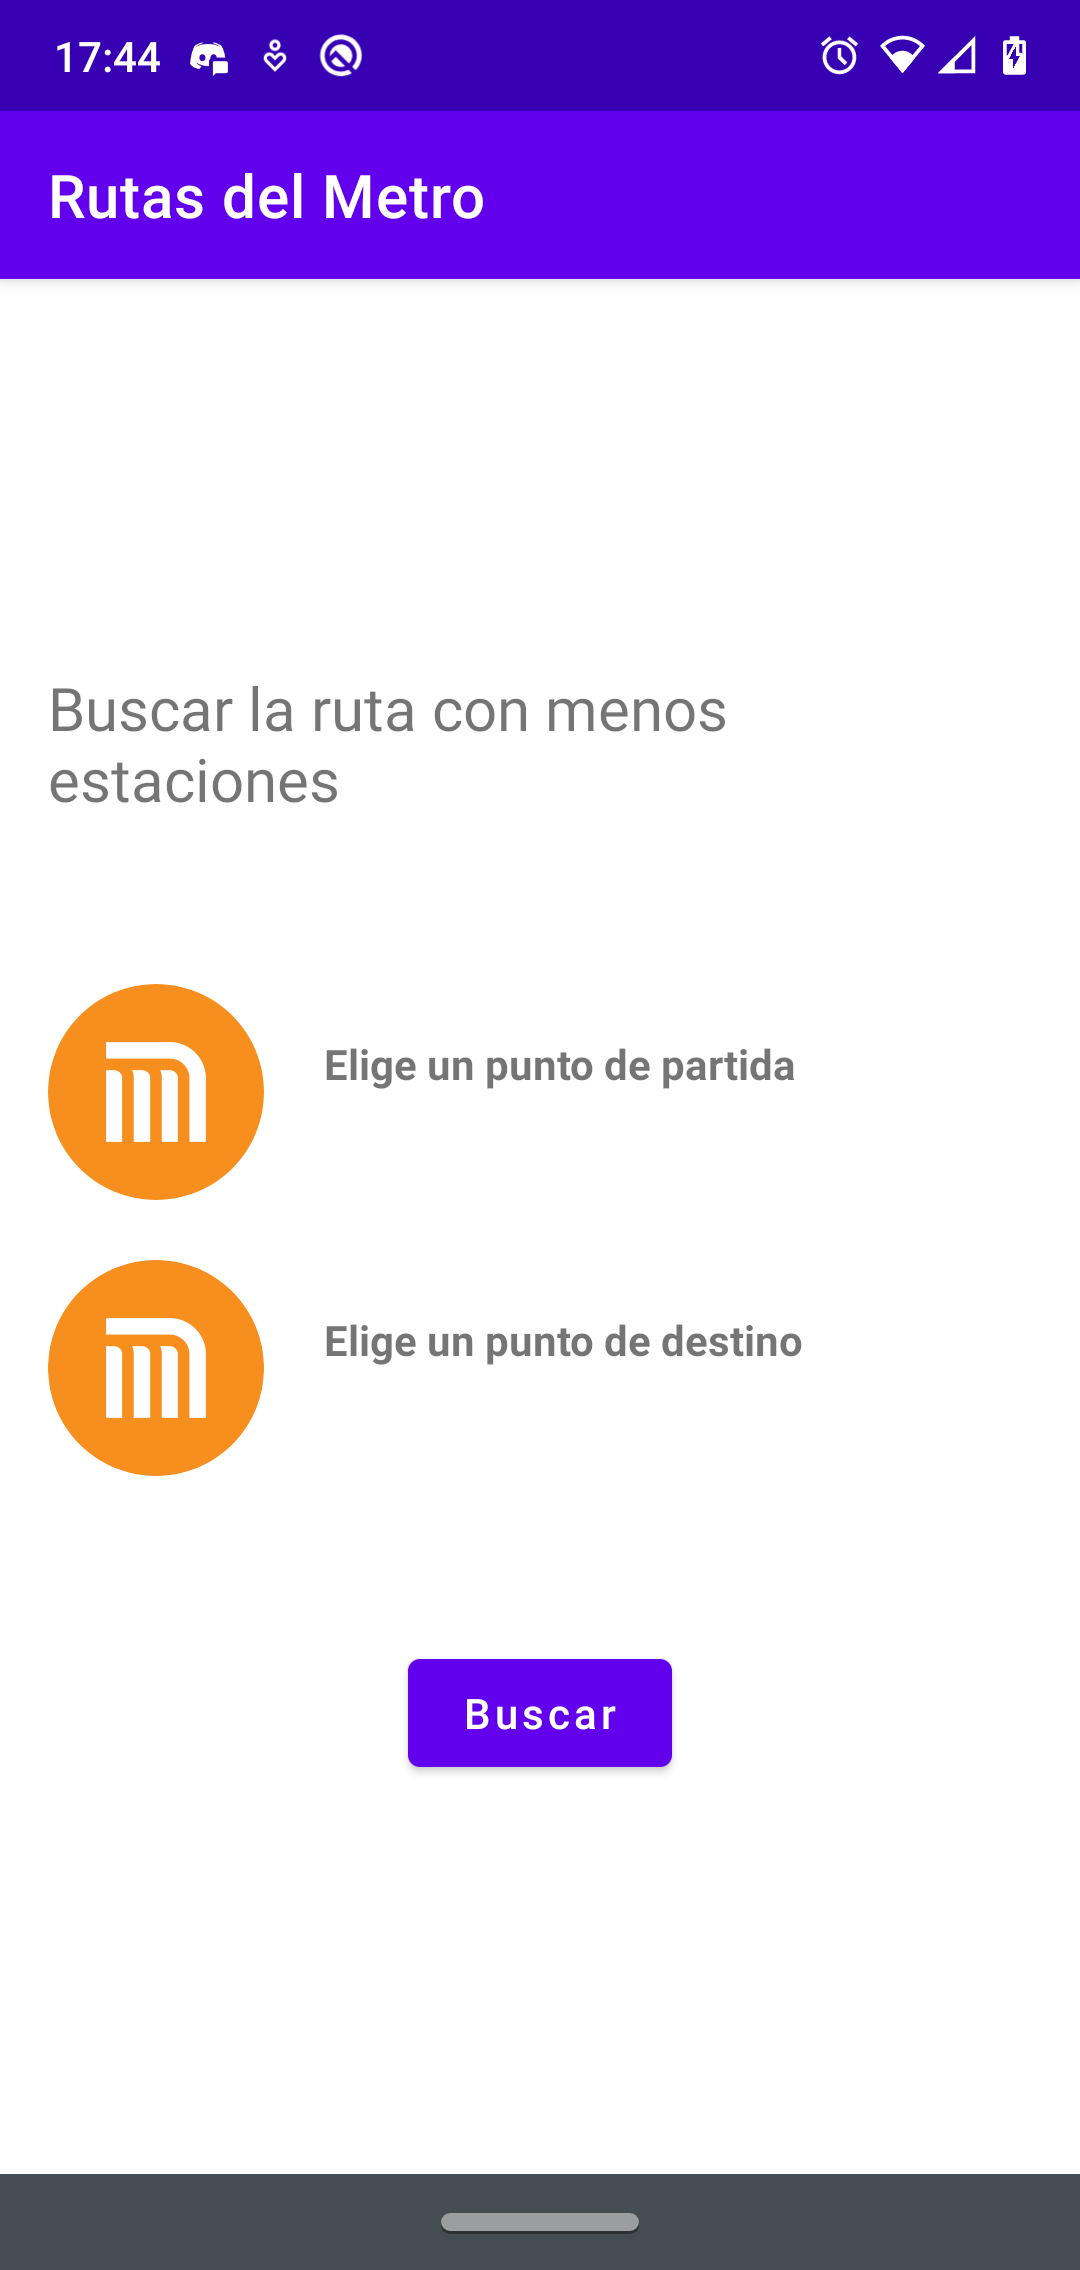 17:44
Rutas del Metro
Buscar la ruta con menos
estaciones
Elige un punto de partida
Elige un punto de destino
Buscar